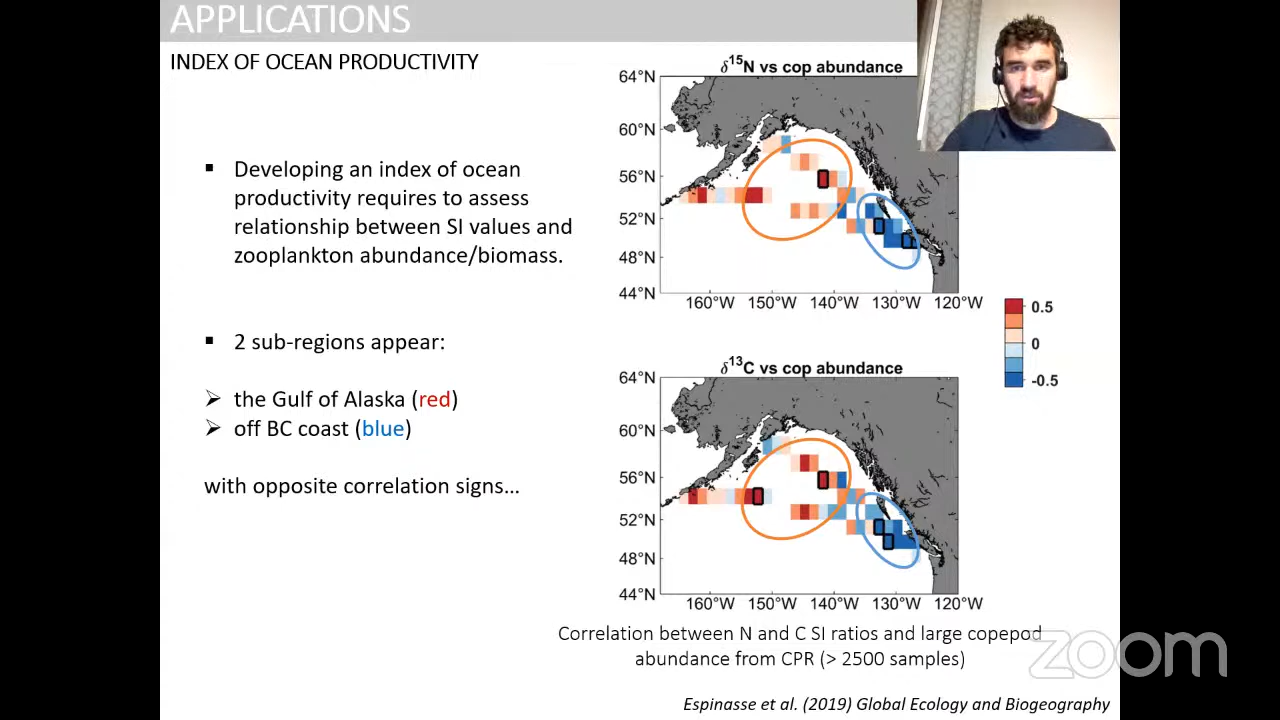 APPLICATIONS
INDEX OF OCEAN PRODUCTIVITY
▪ Developing an index of ocean
productivity requires to assess
relationship between SI values and
zooplankton abundance/biomass.
▪ 2 sub-regions appear:
➢ the Gulf of Alaska (red)
➢ off BC coast (blue)
with opposite correlation signs…
δ¹⁵N vs cop abundance
64°N
60°N
56°N
52°N
48°N
44°N
160°W 150°W 140°W 130°W 120°W
0.5
0
-0.5
δ¹³C vs cop abundance
64°N
60°N
56°N
52°N
48°N
44°N
160°W 150°W 140°W 130°W 120°W
Correlation between N and C SI ratios and large copepod
abundance from CPR (> 2500 samples)
zoom
Espinasse et al. (2019) Global Ecology and Biogeography